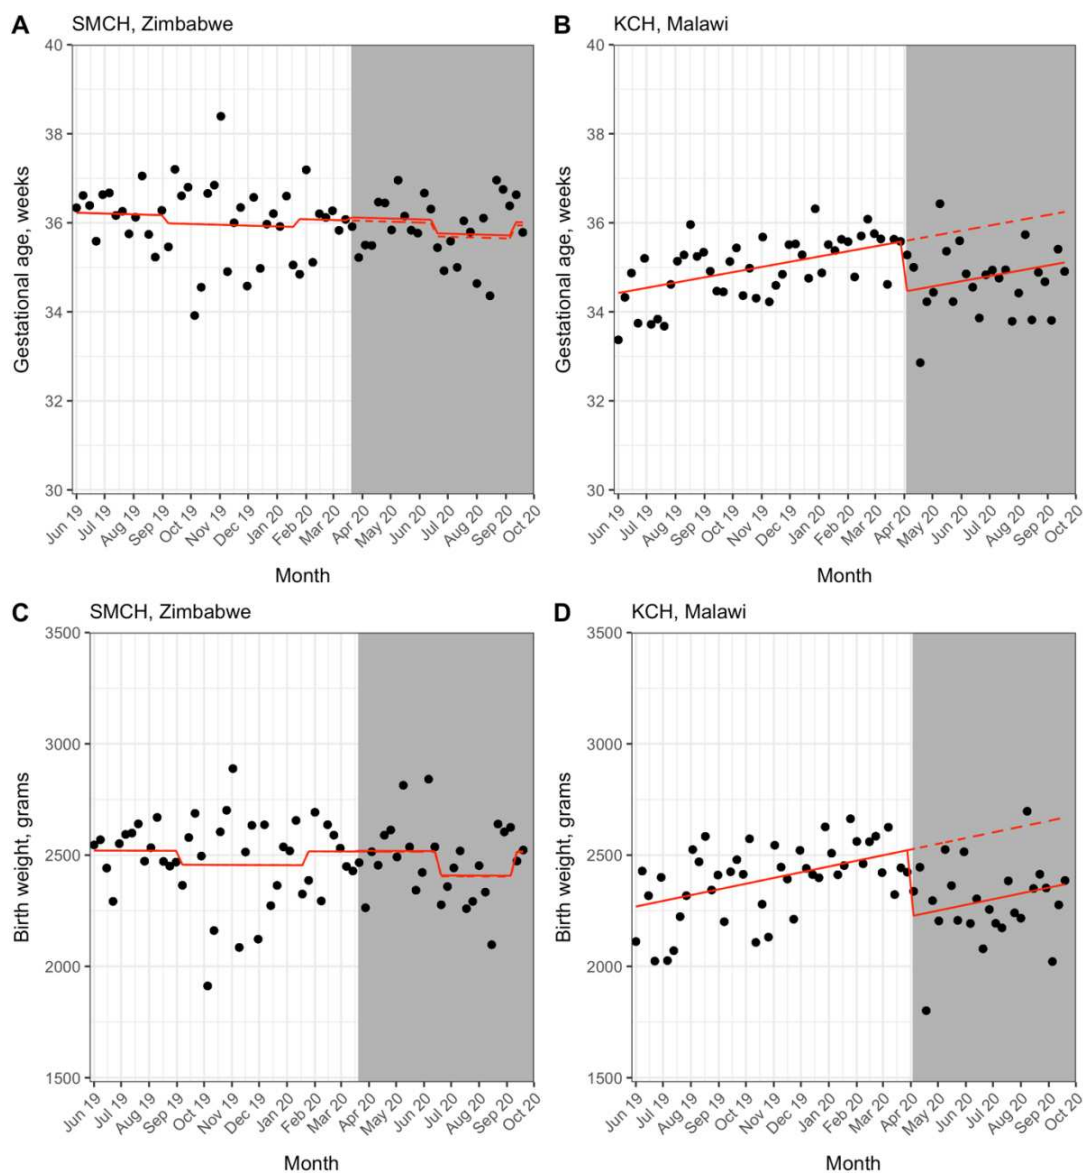 A
SMCH, Zimbabwe
Gestational age, weeks
40
38
36
34
32
30
Jun 19
Jul 19
Aug 19
Sep 19
Oct 19
Nov 19
Dec 19
Jan 20
Feb 20
Mar 20
Apr 20
May 20
Jun 20
Jul 20
Aug 20
Sep 20
Oct 20
Month
B
KCH, Malawi
Gestational age, weeks
40
38
36
34
32
30
Jun 19
Jul 19
Aug 19
Sep 19
Oct 19
Nov 19
Dec 19
Jan 20
Feb 20
Mar 20
Apr 20
May 20
Jun 20
Jul 20
Aug 20
Sep 20
Oct 20
Month
C
SMCH, Zimbabwe
Birth weight, grams
3500
3000
2500
2000
1500
Jun 19
Jul 19
Aug 19
Sep 19
Oct 19
Nov 19
Dec 19
Jan 20
Feb 20
Mar 20
Apr 20
May 20
Jun 20
Jul 20
Aug 20
Sep 20
Oct 20
Month
D
KCH, Malawi
Birth weight, grams
3500
3000
2500
2000
1500
Jun 19
Jul 19
Aug 19
Sep 19
Oct 19
Nov 19
Dec 19
Jan 20
Feb 20
Mar 20
Apr 20
May 20
Jun 20
Jul 20
Aug 20
Sep 20
Oct 20
Month